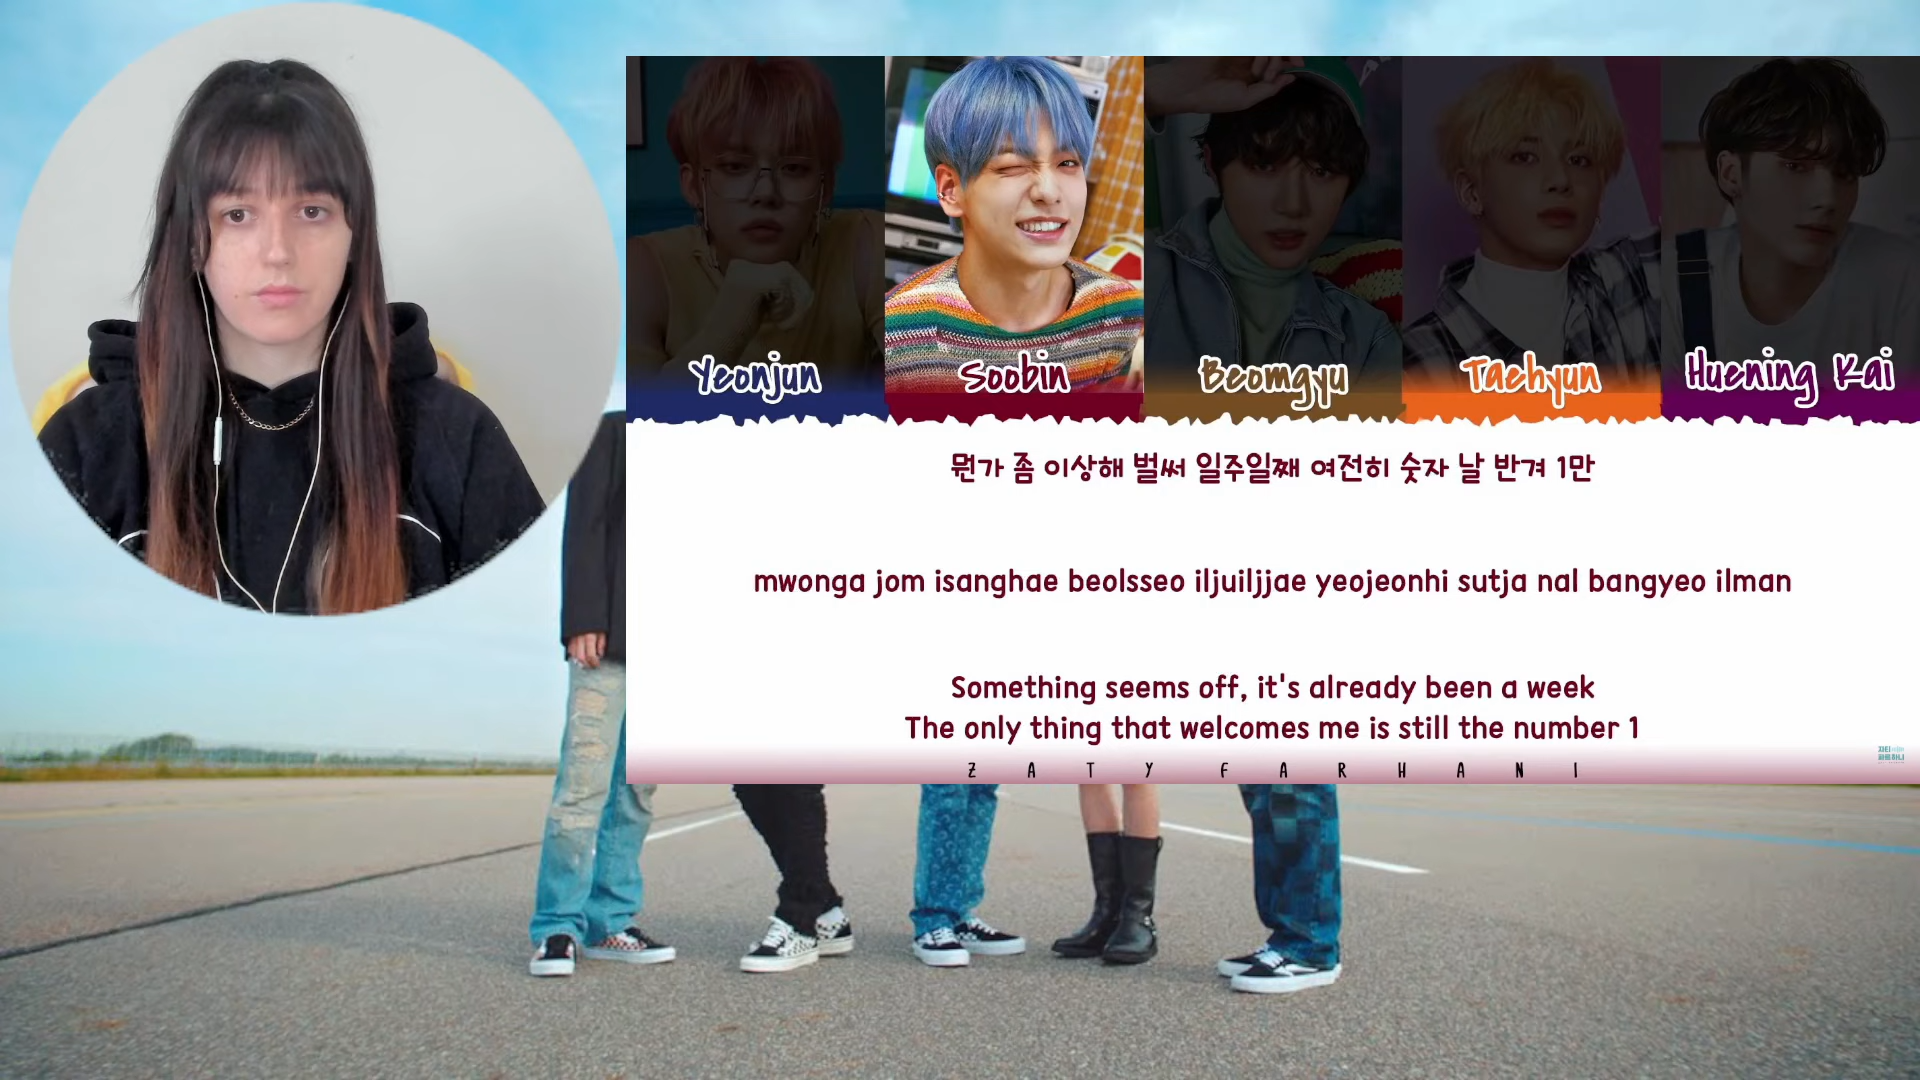 Yeonjun
Soobin
Beomgyu
Taehyun
Huening Kai
뭔가 좀 이상해 벌써 일주일째 여전히 숫자 날 반겨 1만
mwonga jom isanghae beolsseo iljuiljjae yeojeonhi sutja nal bangyeo ilman
Something seems off, it's already been a week
The only thing that welcomes me is still the number 1
ZATY FARHANI